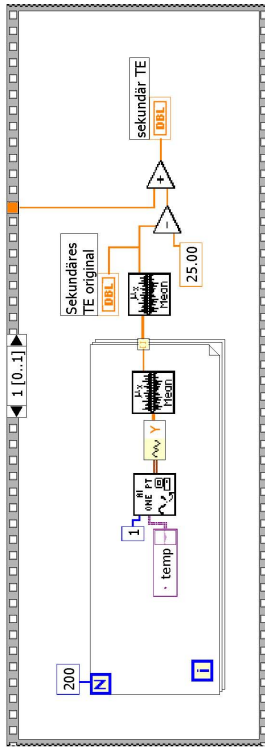 1 [0..1]
200
N
i
temp
1
AI
ONE PT
Y
Mean
Mean
Sekundäres
TE original
DBL
25.00
-
+
sekundär TE
DBL